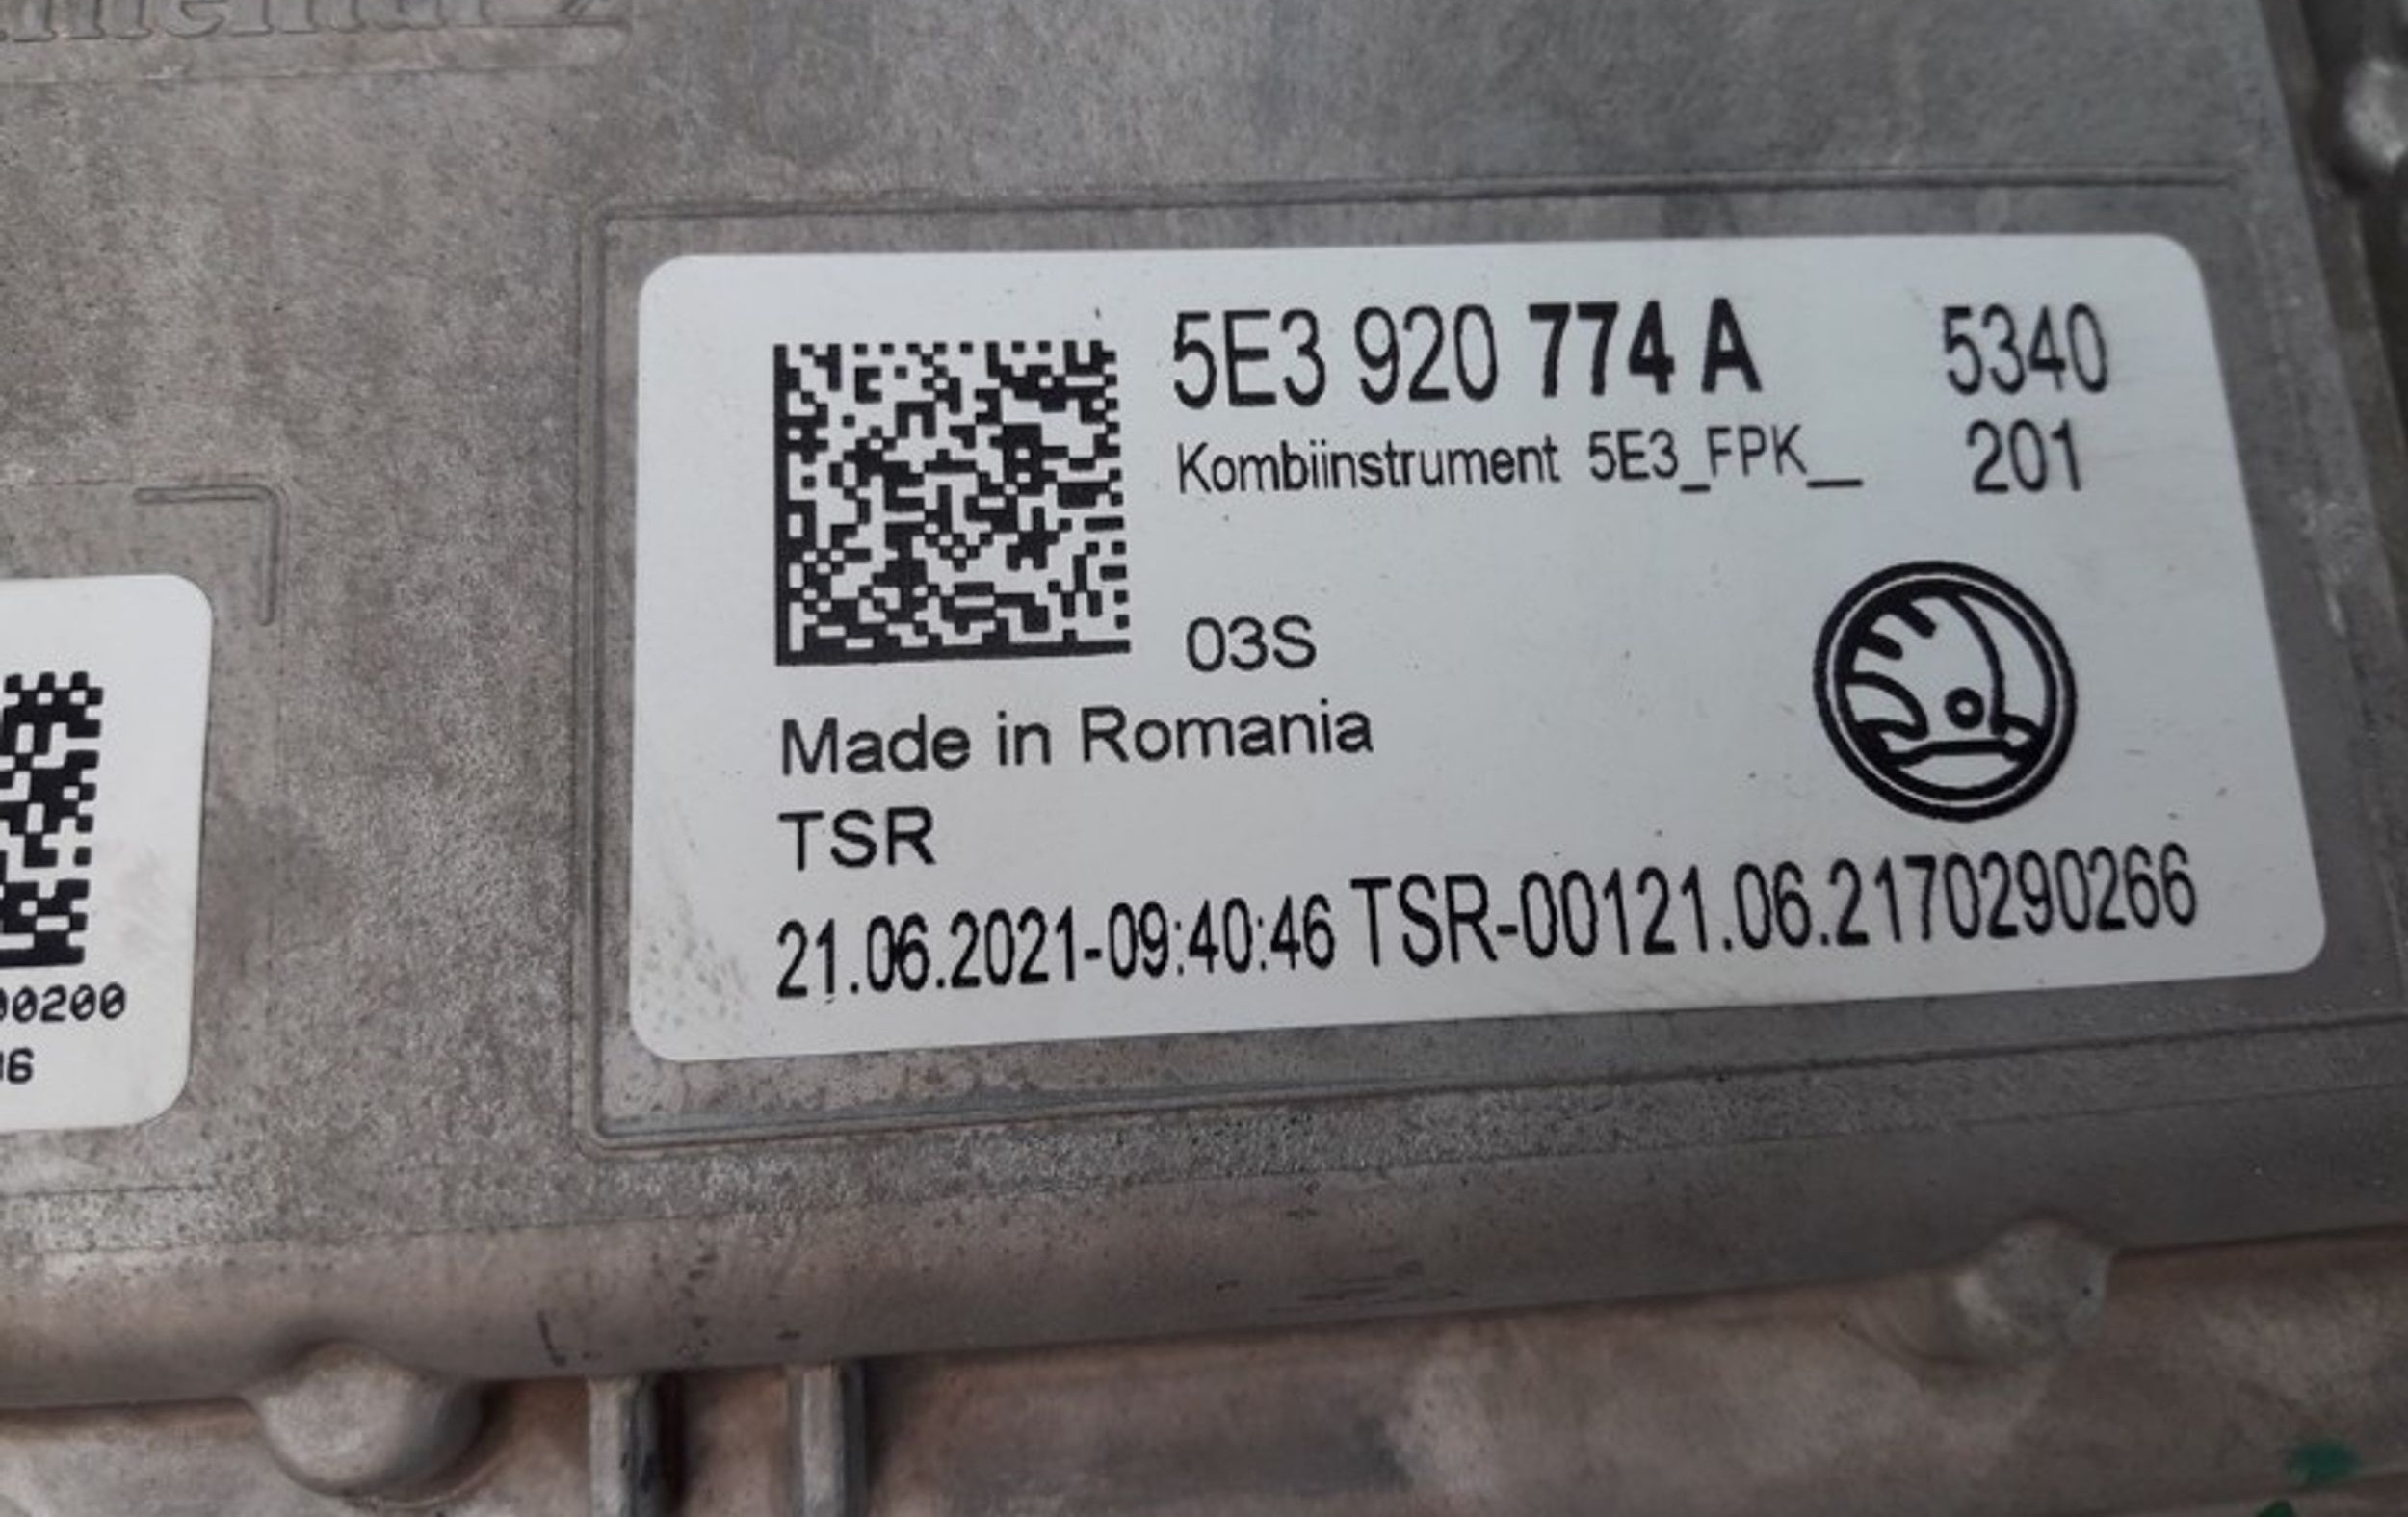 5E3 920 774 A 5340
Kombiinstrument 5E3_FPK__ 201
03S
Made in Romania
TSR
21.06.2021-09:40:46 TSR-00121.06.2170290266
00200